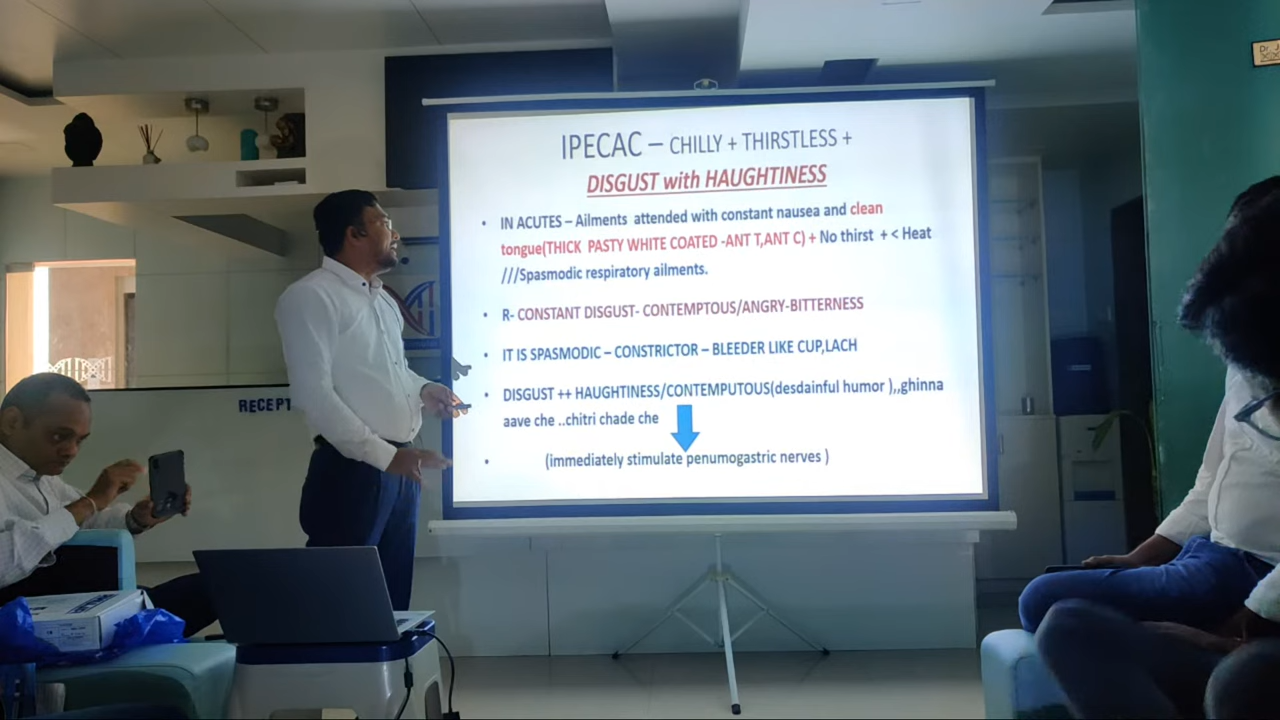 IPECAC – CHILLY + THIRSTLESS +
DISGUST with HAUGHTINESS
• IN ACUTES – Ailments attended with constant nausea and clean
tongue(THICK PASTY WHITE COATED -ANT T,ANT C) + No thirst + < Heat
///Spasmodic respiratory ailments.
• R- CONSTANT DISGUST- CONTEMPTOUS/ANGRY-BITTERNESS
• IT IS SPASMODIC – CONSTRICTOR – BLEEDER LIKE CUP,LACH
• DISGUST ++ HAUGHTINESS/CONTEMPUTOUS(desdainful humor ),,ghinna
aave che ..chitri chade che
• (immediately stimulate penumogastric nerves )
RECEPT